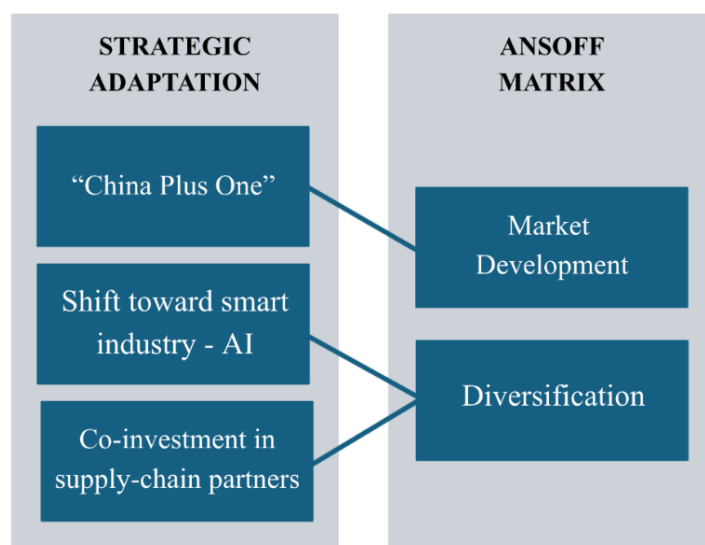 STRATEGIC
ADAPTATION
“China Plus One”
Shift toward smart
industry - AI
Co-investment in
supply-chain partners
ANSOFF
MATRIX
Market
Development
Diversification